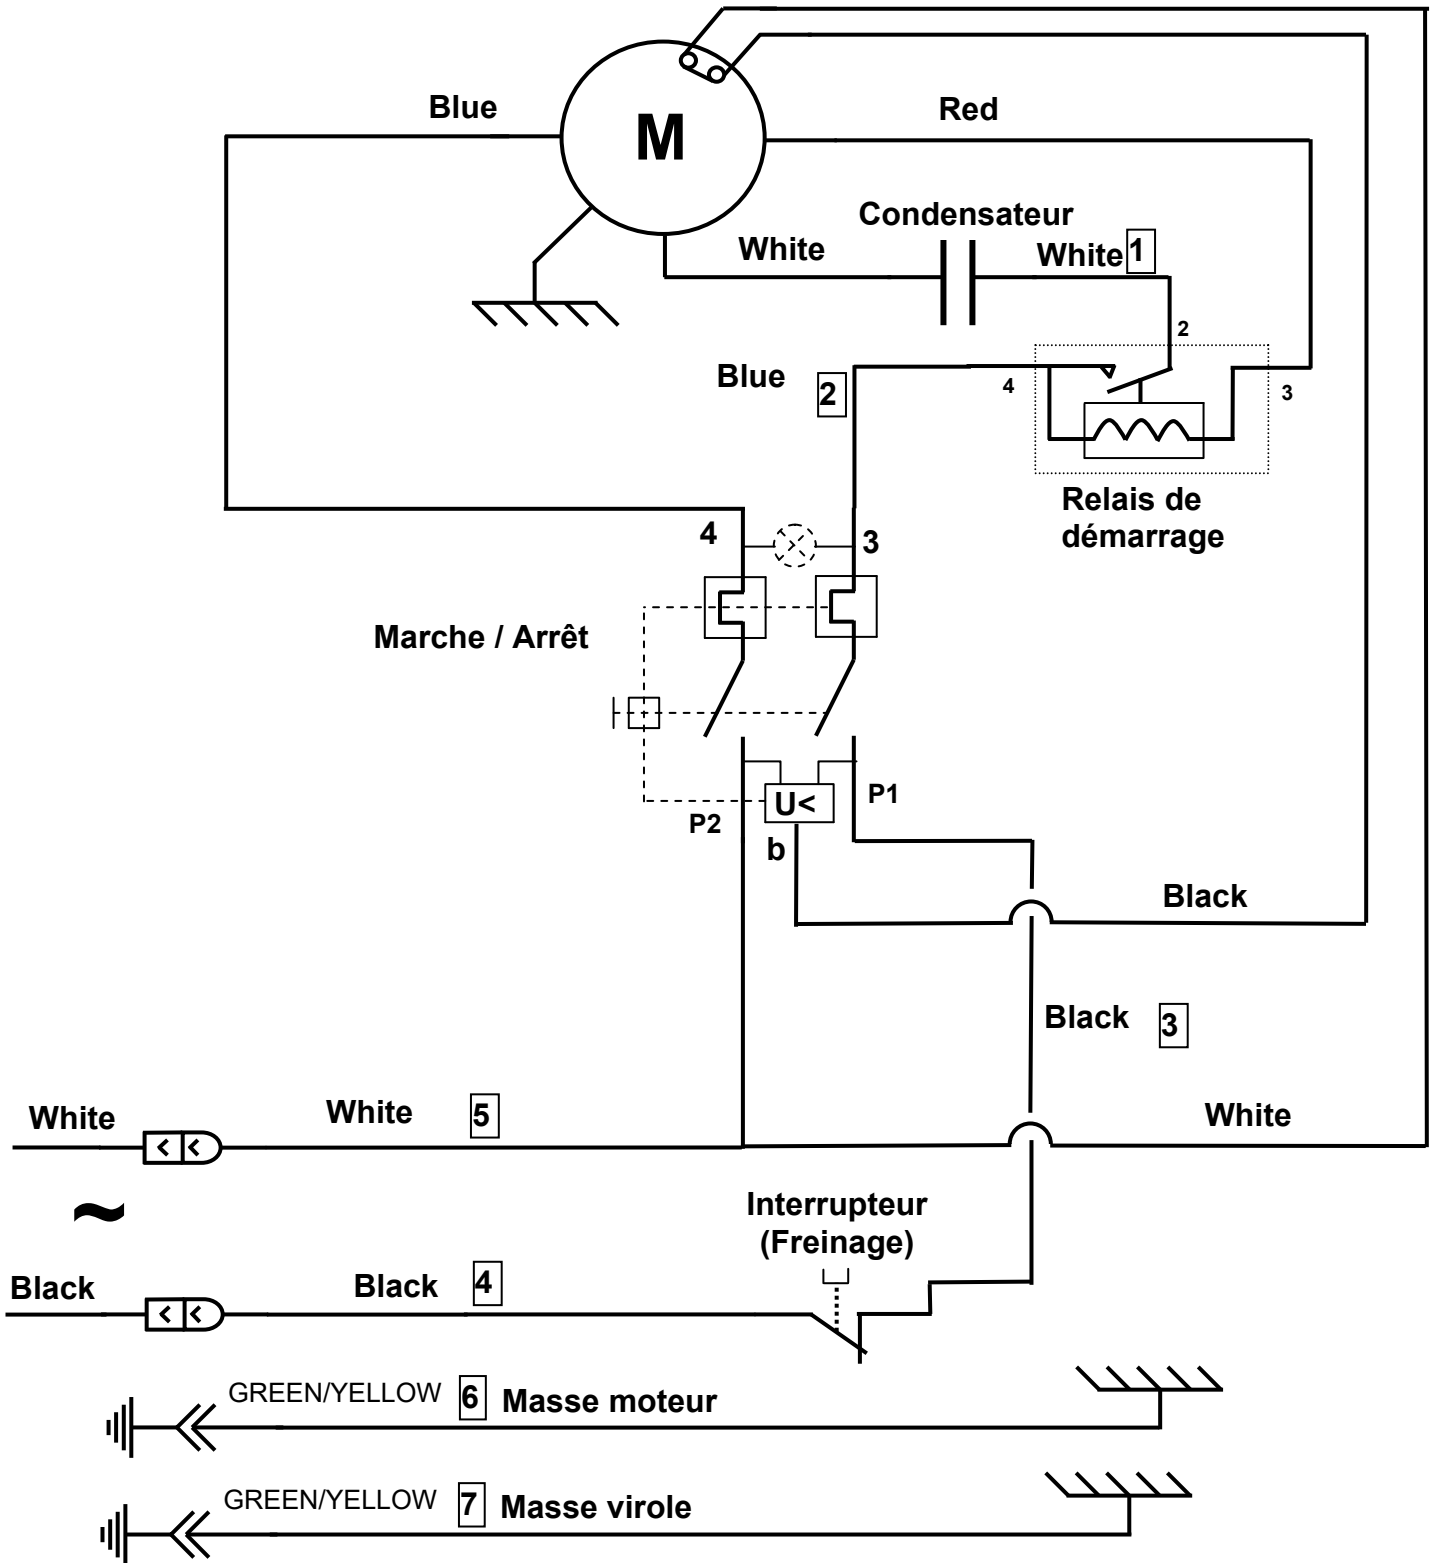 Blue
M
Red
Condensateur
White
White 1
2
Blue
2
4
3
Relais de
démarrage
4
3
Marche / Arrêt
U<
P1
P2
b
Black
Black 3
White
White 5
White
~
Interrupteur
(Freinage)
Black
Black 4
GREEN/YELLOW 6 Masse moteur
GREEN/YELLOW 7 Masse virole